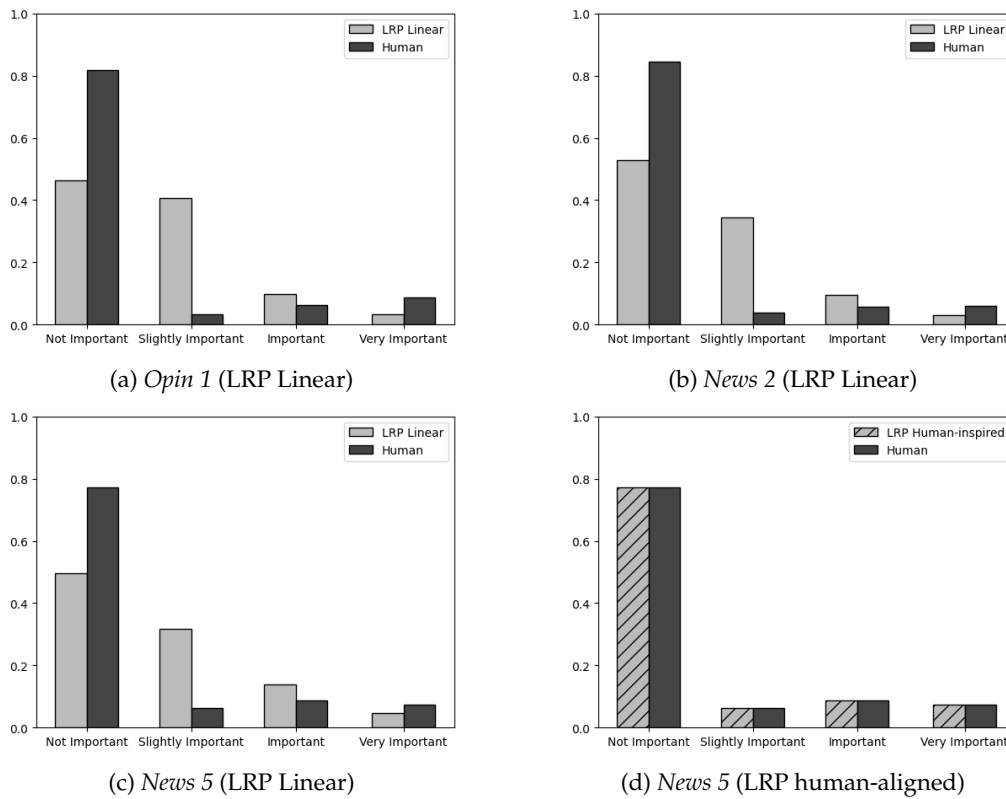 1.0
LRP Linear
Human
0.8
0.6
0.4
0.2
0.0
Not Important Slightly Important Important Very Important
(a) Opin 1 (LRP Linear)
1.0
LRP Linear
Human
0.8
0.6
0.4
0.2
0.0
Not Important Slightly Important Important Very Important
(b) News 2 (LRP Linear)
1.0
LRP Linear
Human
0.8
0.6
0.4
0.2
0.0
Not Important Slightly Important Important Very Important
(c) News 5 (LRP Linear)
1.0
LRP Human-inspired
Human
0.8
0.6
0.4
0.2
0.0
Not Important Slightly Important Important Very Important
(d) News 5 (LRP human-aligned)